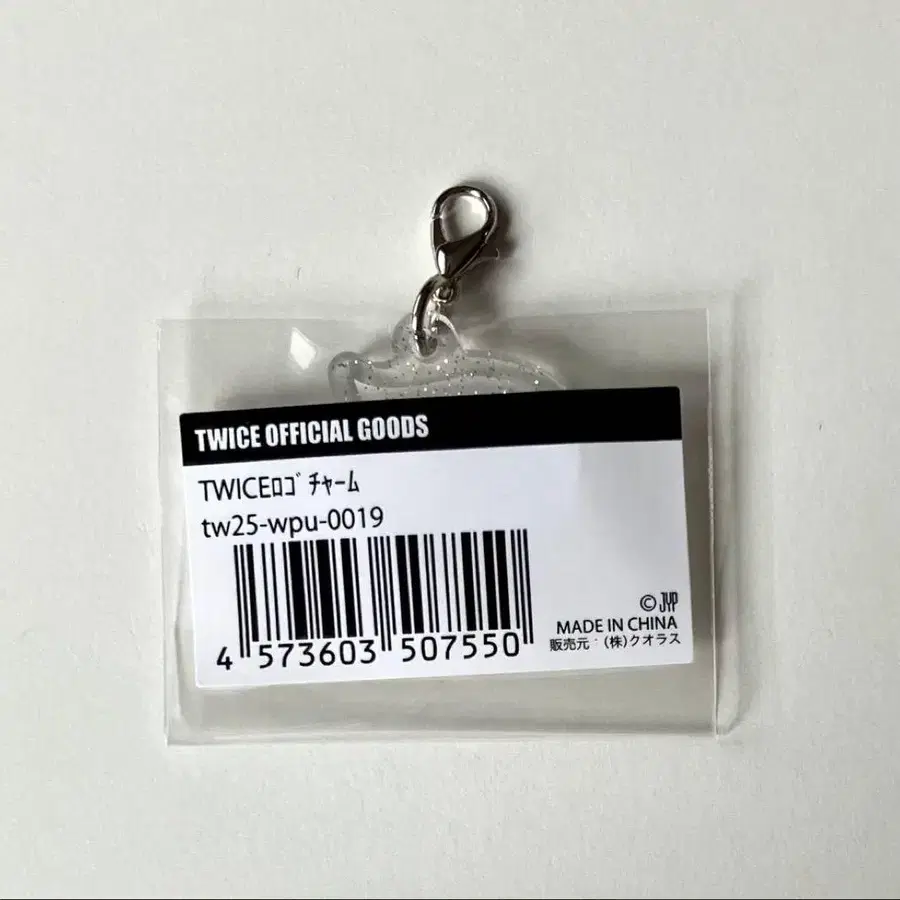 TWICE OFFICIAL GOODS
TWICEﾛｺﾞﾁｬｰﾑ
tw25-wpu-0019
4 573603 507550
© JYP
MADE IN CHINA
販売元：(株)クオラス